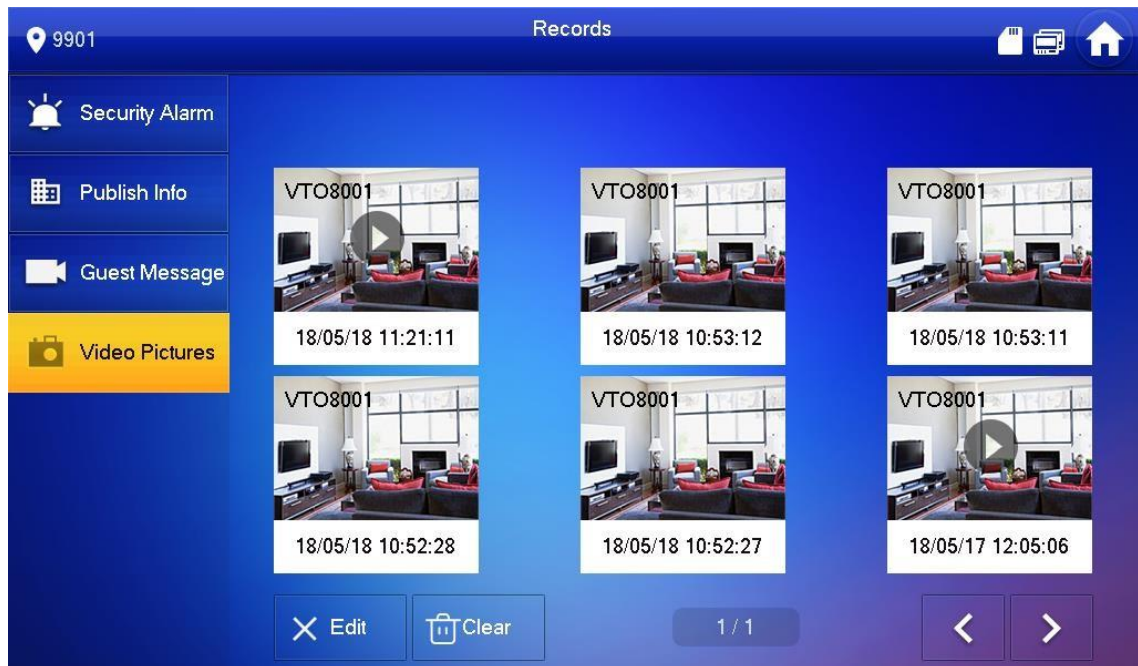 9901
Records
Security Alarm
Publish Info
Guest Message
Video Pictures
VTO8001
VTO8001
VTO8001
18/05/18 11:21:11
18/05/18 10:53:12
18/05/18 10:53:11
VTO8001
VTO8001
VTO8001
18/05/18 10:52:28
18/05/18 10:52:27
18/05/17 12:05:06
Edit
Clear
1 / 1